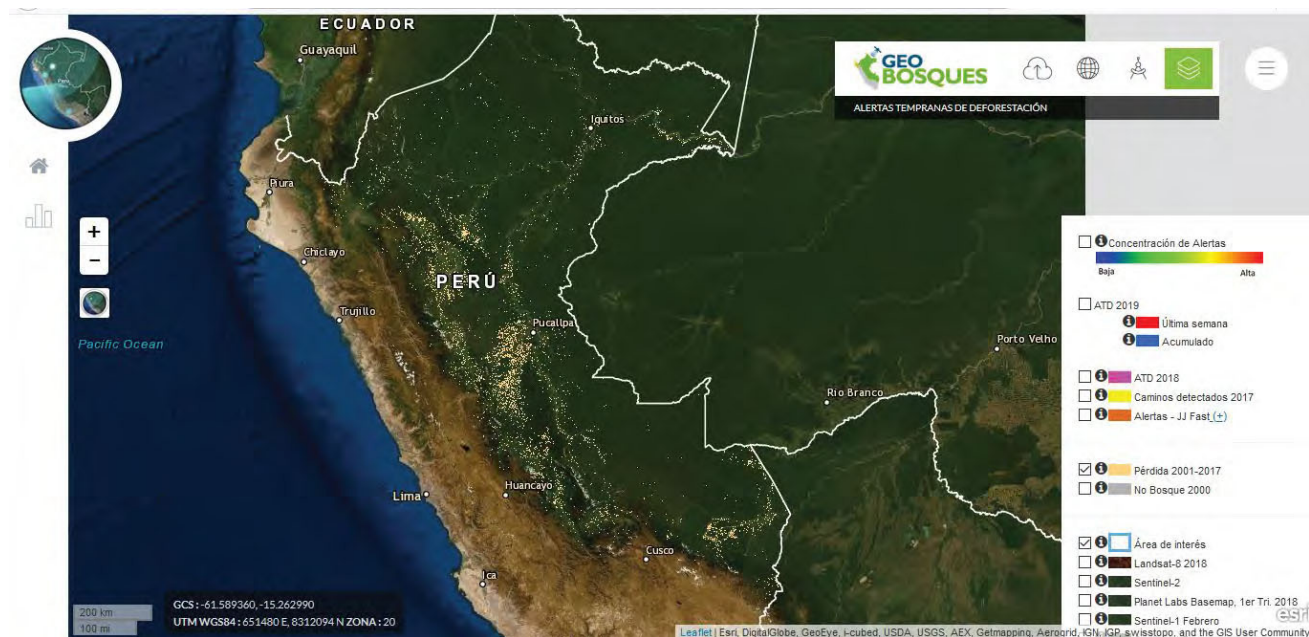 ECUADOR
Guayaquil
GEO
BOSQUES
ALERTAS TEMPRANAS DE DEFORESTACIÓN
Iquitos
Piura
+
−
Chiclayo
PERÚ
Trujillo
Pucallpa
Pacific Ocean
Porto Velho
Rio Branco
Huancayo
Lima
Cusco
Ica
Concentración de Alertas
Baja Alta
ATD 2019
Última semana
Acumulado
ATD 2018
Caminos detectados 2017
Alertas - JJ Fast (+)
Pérdida 2001-2017
No Bosque 2000
Área de interés
Landsat-8 2018
Sentinel-2
Planet Labs Basemap, 1er Tri. 2018
Sentinel-1 Febrero
esri
200 km
100 mi
GCS : -61.589360, -15.262990
UTM WGS84 : 651480 E, 8312094 N ZONA : 20
Leaflet | Esri, DigitalGlobe, GeoEye, i-cubed, USDA, USGS, AEX, Getmapping, Aerogrid, IGN, IGP, swisstopo, and the GIS User Community